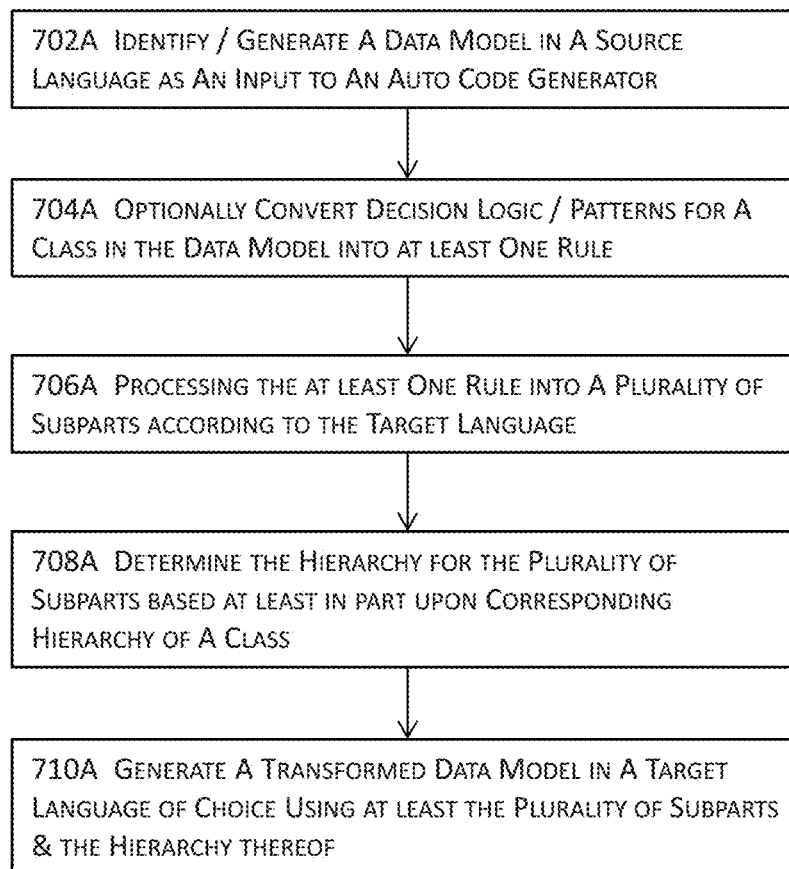 702A IDENTIFY / GENERATE A DATA MODEL IN A SOURCE
LANGUAGE AS AN INPUT TO AN AUTO CODE GENERATOR
704A OPTIONALLY CONVERT DECISION LOGIC / PATTERNS FOR A
CLASS IN THE DATA MODEL INTO AT LEAST ONE RULE
706A PROCESSING THE AT LEAST ONE RULE INTO A PLURALITY OF
SUBPARTS ACCORDING TO THE TARGET LANGUAGE
708A DETERMINE THE HIERARCHY FOR THE PLURALITY OF
SUBPARTS BASED AT LEAST IN PART UPON CORRESPONDING
HIERARCHY OF A CLASS
710A GENERATE A TRANSFORMED DATA MODEL IN A TARGET
LANGUAGE OF CHOICE USING AT LEAST THE PLURALITY OF SUBPARTS
& THE HIERARCHY THEREOF